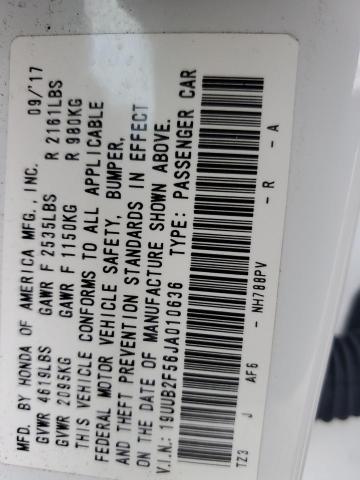 MFD. BY HONDA OF AMERICA MFG., INC. 09/17
GVWR 4619LBS GAWR F 2535LBS R 2161LBS
GVWR 2095KG GAWR F 1150KG R 980KG
THIS VEHICLE CONFORMS TO ALL APPLICABLE
FEDERAL MOTOR VEHICLE SAFETY, BUMPER,
AND THEFT PREVENTION STANDARDS IN EFFECT
ON THE DATE OF MANUFACTURE SHOWN ABOVE.
V.I.N.: 19UUB2F56JA010636 TYPE: PASSENGER CAR
TZ3 J AF6 - NH788PV - R - A